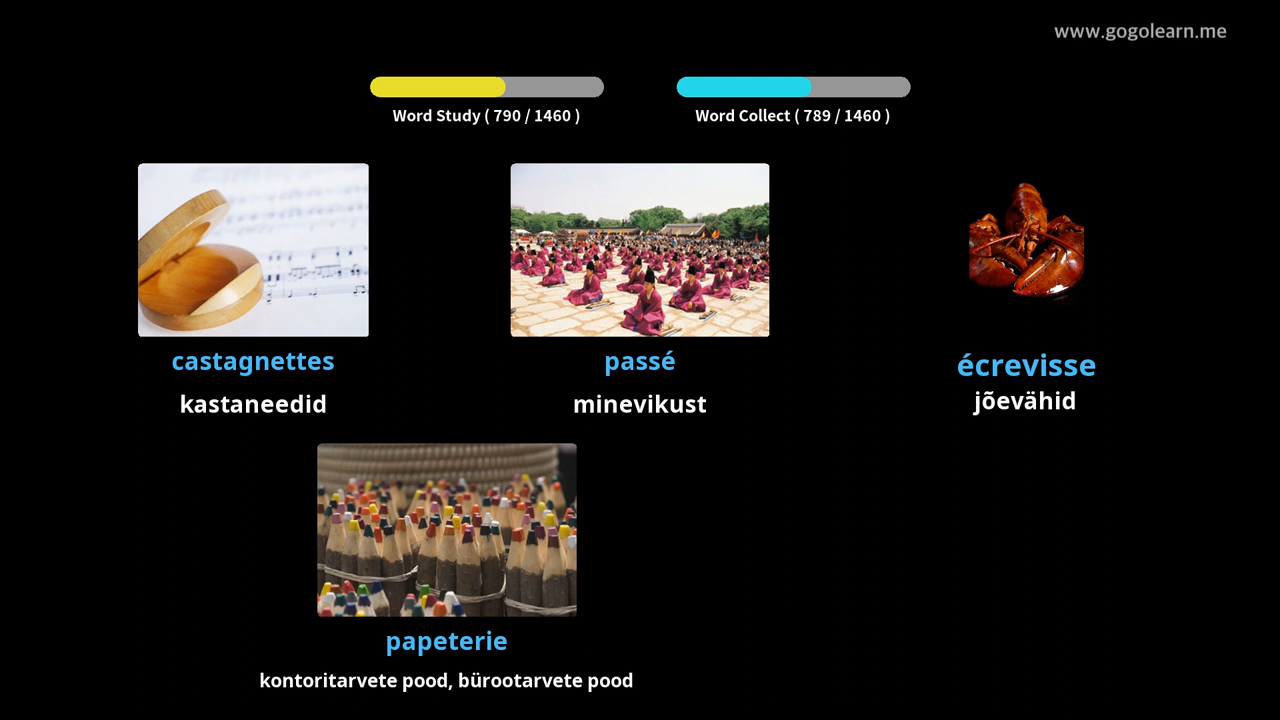 www.gogolearn.me
Word Study ( 790 / 1460 )
Word Collect ( 789 / 1460 )
castagnettes
kastaneedid
passé
minevikust
écrevisse
jõevähid
papeterie
kontoritarvete pood, bürootarvete pood